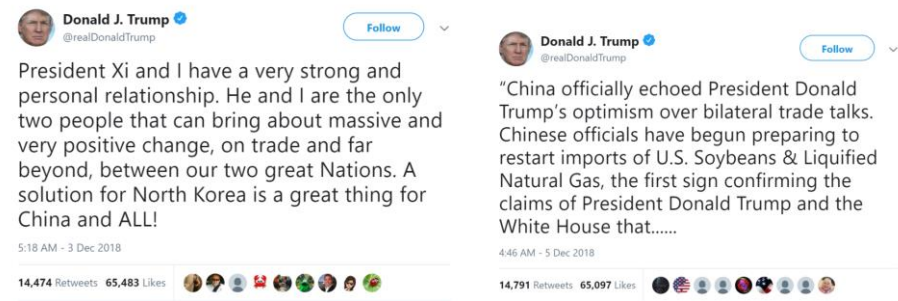 Donald J. Trump
@realDonaldTrump
Follow
President Xi and I have a very strong and
personal relationship. He and I are the only
two people that can bring about massive and
very positive change, on trade and far
beyond, between our two great Nations. A
solution for North Korea is a great thing for
China and ALL!
5:18 AM - 3 Dec 2018
14,474 Retweets 65,483 Likes
Donald J. Trump
@realDonaldTrump
Follow
“China officially echoed President Donald
Trump’s optimism over bilateral trade talks.
Chinese officials have begun preparing to
restart imports of U.S. Soybeans & Liquified
Natural Gas, the first sign confirming the
claims of President Donald Trump and the
White House that......
4:46 AM - 5 Dec 2018
14,791 Retweets 65,097 Likes